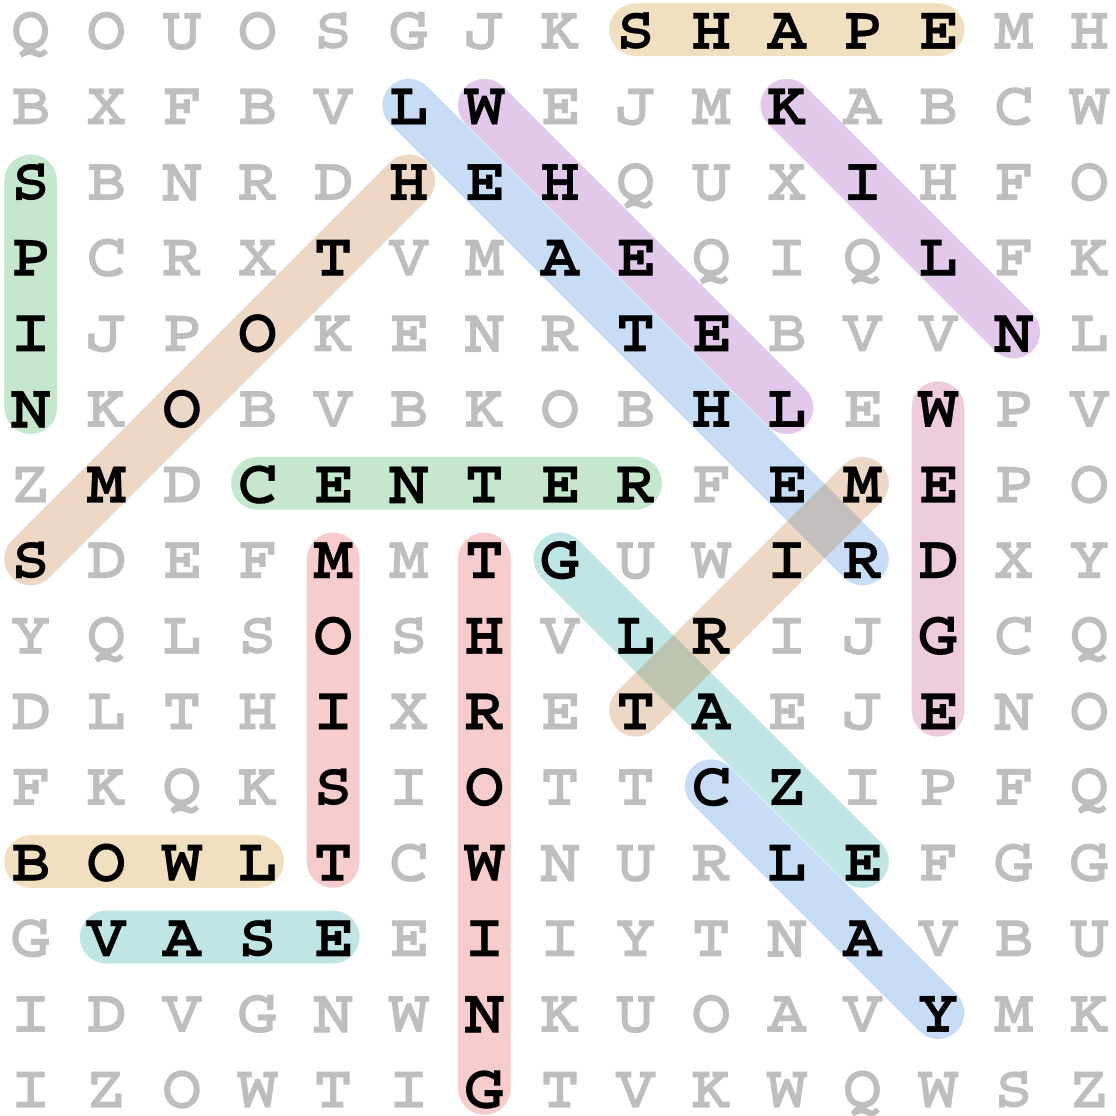 Q O U O S G J K S H A P E M H
B X F B V L W E J M K A B C W
S B N R D H E H Q U X I H F O
P C R X T V M A E Q I Q L F K
I J P O K E N R T E B V V N L
N K O B V B K O B H L E W P V
Z M D C E N T E R F E M E P O
S D E F M M T G U W I R D X Y
Y Q L S O S H V L R I J G C Q
D L T H I X R E T A E J E N O
F K Q K S I O T T C Z I P F Q
B O W L T C W N U R L E F G G
G V A S E E I I Y T N A V B U
I D V G N W N K U O A V Y M K
I Z O W T I G T V K W Q W S Z